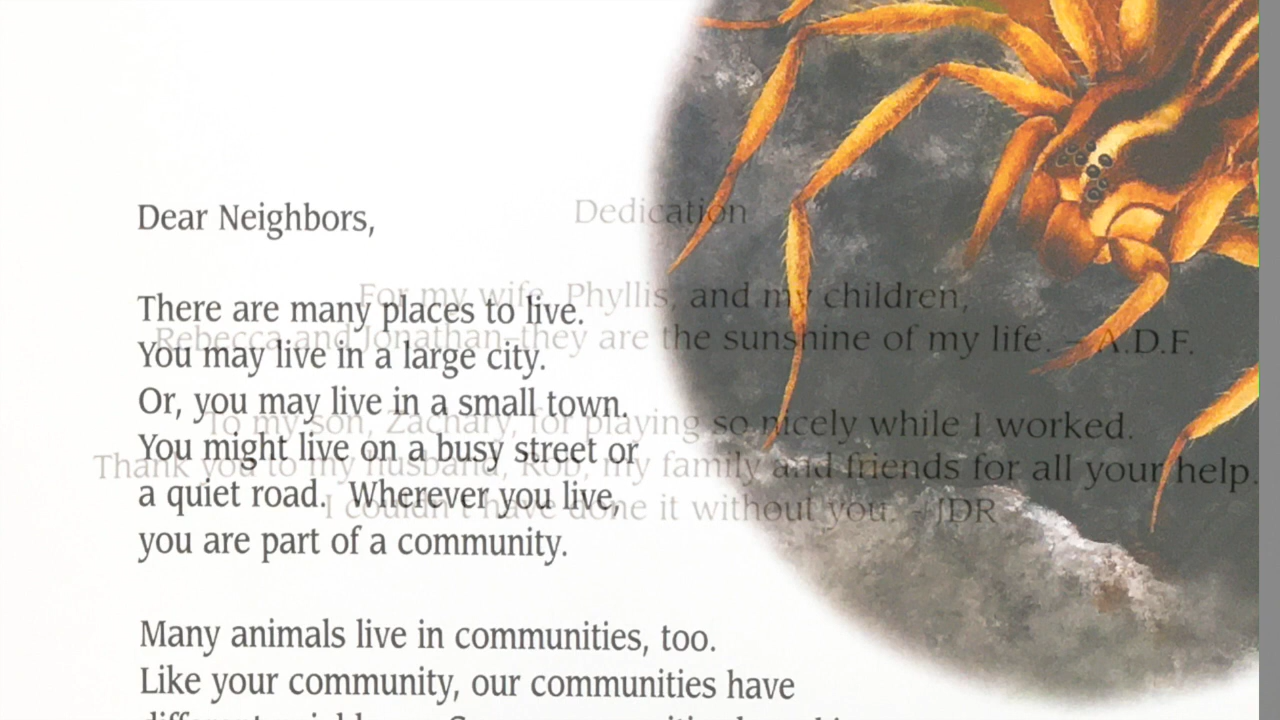 Dear Neighbors,
There are many places to live.
You may live in a large city.
Or, you may live in a small town.
You might live on a busy street or
a quiet road. Wherever you live,
you are part of a community.
Many animals live in communities, too.
Like your community, our communities have
Dedication
For my wife, Phyllis, and my children,
Rebecca and Jonathan–they are the sunshine of my life. – A.D.F.
To my son, Zachary, for playing so nicely while I worked.
Thank you to my husband, Rob, my family and friends for all your help.
I couldn't have done it without you. – JDR